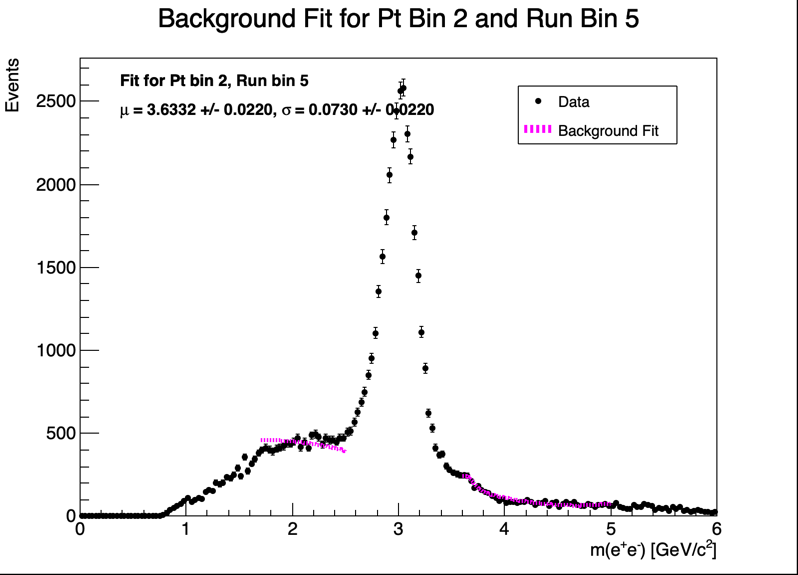 Background Fit for Pt Bin 2 and Run Bin 5
Events
Fit for Pt bin 2, Run bin 5
μ = 3.6332 +/- 0.0220, σ = 0.0730 +/- 0.0220
Data
Background Fit
2500
2000
1500
1000
500
0
0 1 2 3 4 5 6
m(e⁺e⁻) [GeV/c²]